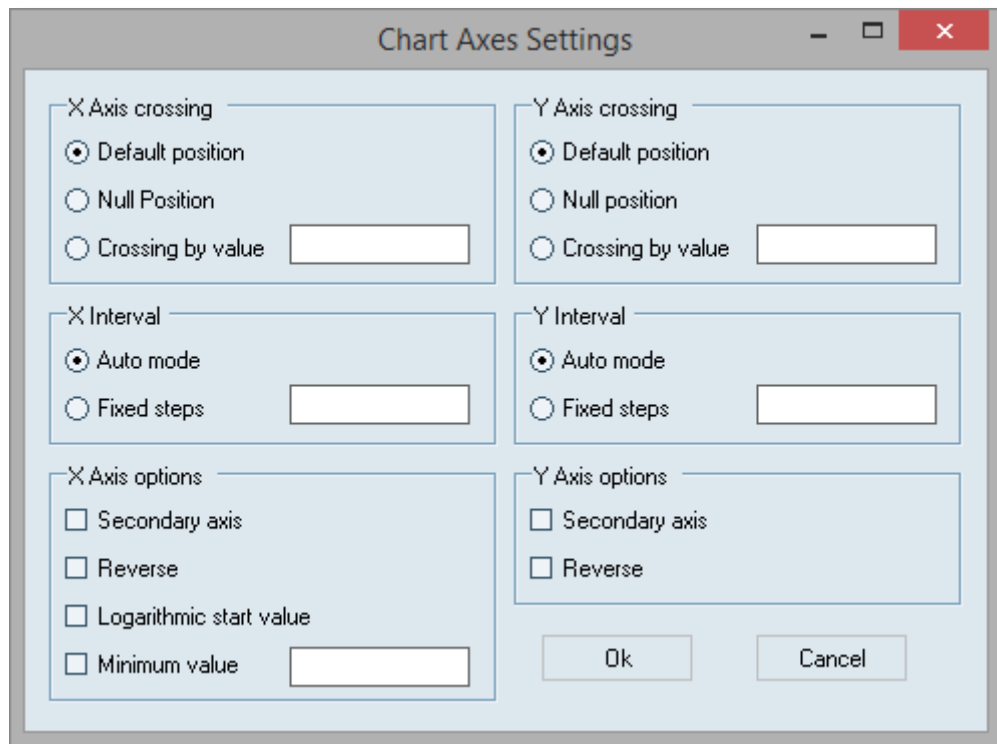 Chart Axes Settings
X Axis crossing
Default position
Null Position
Crossing by value
Y Axis crossing
Default position
Null position
Crossing by value
X Interval
Auto mode
Fixed steps
Y Interval
Auto mode
Fixed steps
X Axis options
Secondary axis
Reverse
Logarithmic start value
Minimum value
Y Axis options
Secondary axis
Reverse
Ok
Cancel